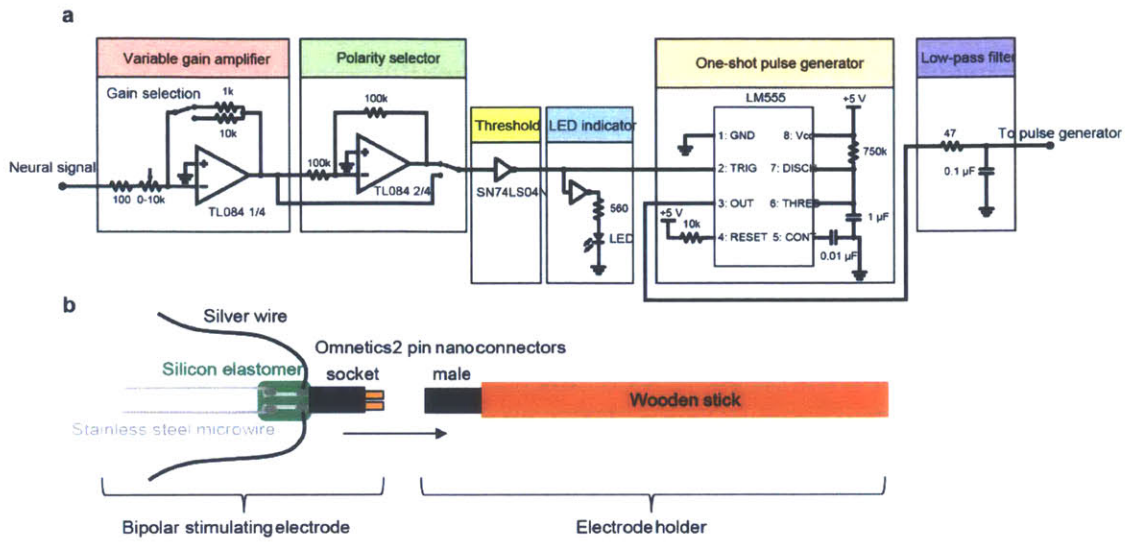 a
Variable gain amplifier
Polarity selector
One-shot pulse generator
Low-pass filter
Gain selection
1k
10k
100k
LM555
+5 V
Threshold
LED indicator
1: GND
8: Vcc
47
To pulse generator
750k
Neural signal
100k
2: TRIG
7: DISCH
0.1 µF
TL084 1/4
TL084 2/4
SN74LS04N
560
3: OUT
6: THRES
100
0-10k
+5 V
10k
1 µF
LED
4: RESET
5: CONT
0.01 µF
b
Silver wire
Omnetics2 pin nanoconnectors
Silicon elastomer
socket
male
Wooden stick
Stainless steel microwire
Bipolar stimulating electrode
Electrode holder